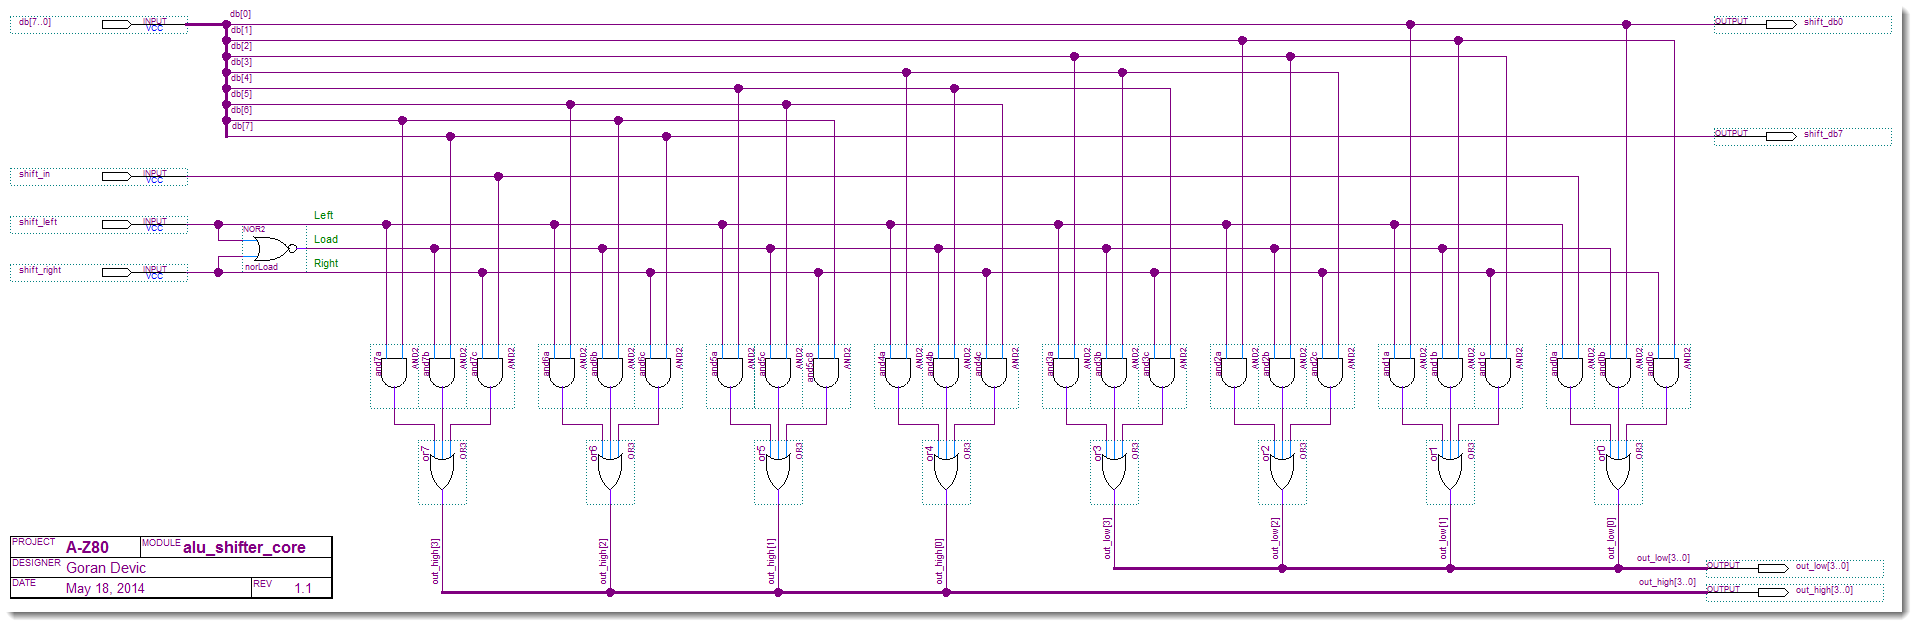 db[7..0] INPUT VCC
db[0]
db[1]
db[2]
db[3]
db[4]
db[5]
db[6]
db[7]
OUTPUT shift_db0
OUTPUT shift_db7
shift_in INPUT VCC
shift_left INPUT VCC
shift_right INPUT VCC
NOR2
norLoad
Left
Load
Right
and7a AND2 and7b AND2 and7c AND2
and6a AND2 and6b AND2 and6c AND2
and5a AND2 and5c AND2 and5c8 AND2
and4a AND2 and4b AND2 and4c AND2
and3a AND2 and3b AND2 and3c AND2
and2a AND2 and2b AND2 and2c AND2
and1a AND2 and1b AND2 and1c AND2
and0a AND2 and0b AND2 and0c AND2
or7 OR3
or6 OR3
or5 OR3
or4 OR3
or3 OR3
or2 OR3
or1 OR3
or0 OR3
out_high[3]
out_high[2]
out_high[1]
out_high[0]
out_low[3]
out_low[2]
out_low[1]
out_low[0]
out_low[3..0] OUTPUT out_low[3..0]
out_high[3..0] OUTPUT out_high[3..0]
PROJECT A-Z80 MODULE alu_shifter_core
DESIGNER Goran Devic
DATE May 18, 2014 REV 1.1